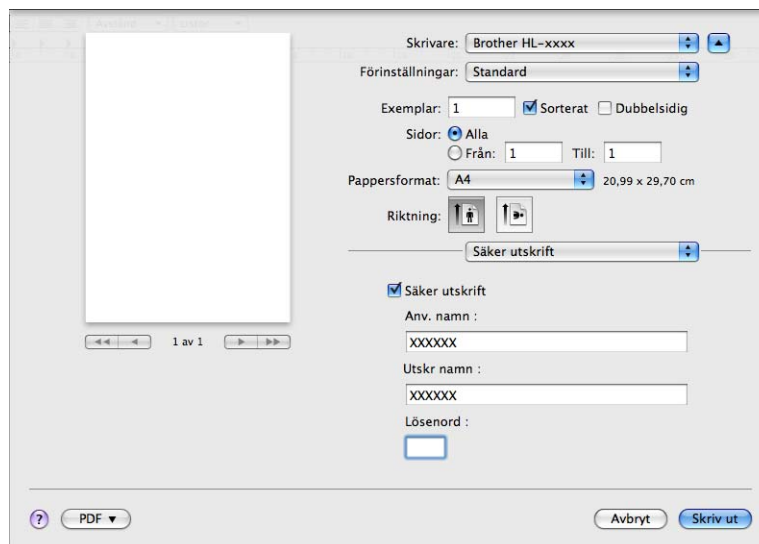 Skrivare: Brother HL-xxxx
Förinställningar: Standard
Exemplar: 1 Sorterat Dubbelsidig
Sidor: Alla
Från: 1 Till: 1
Pappersformat: A4 20,99 x 29,70 cm
Riktning:
Säker utskrift
Säker utskrift
Anv. namn :
XXXXXX
Utskr namn :
XXXXXX
Lösenord :
1 av 1
? PDF ▼ Avbryt Skriv ut